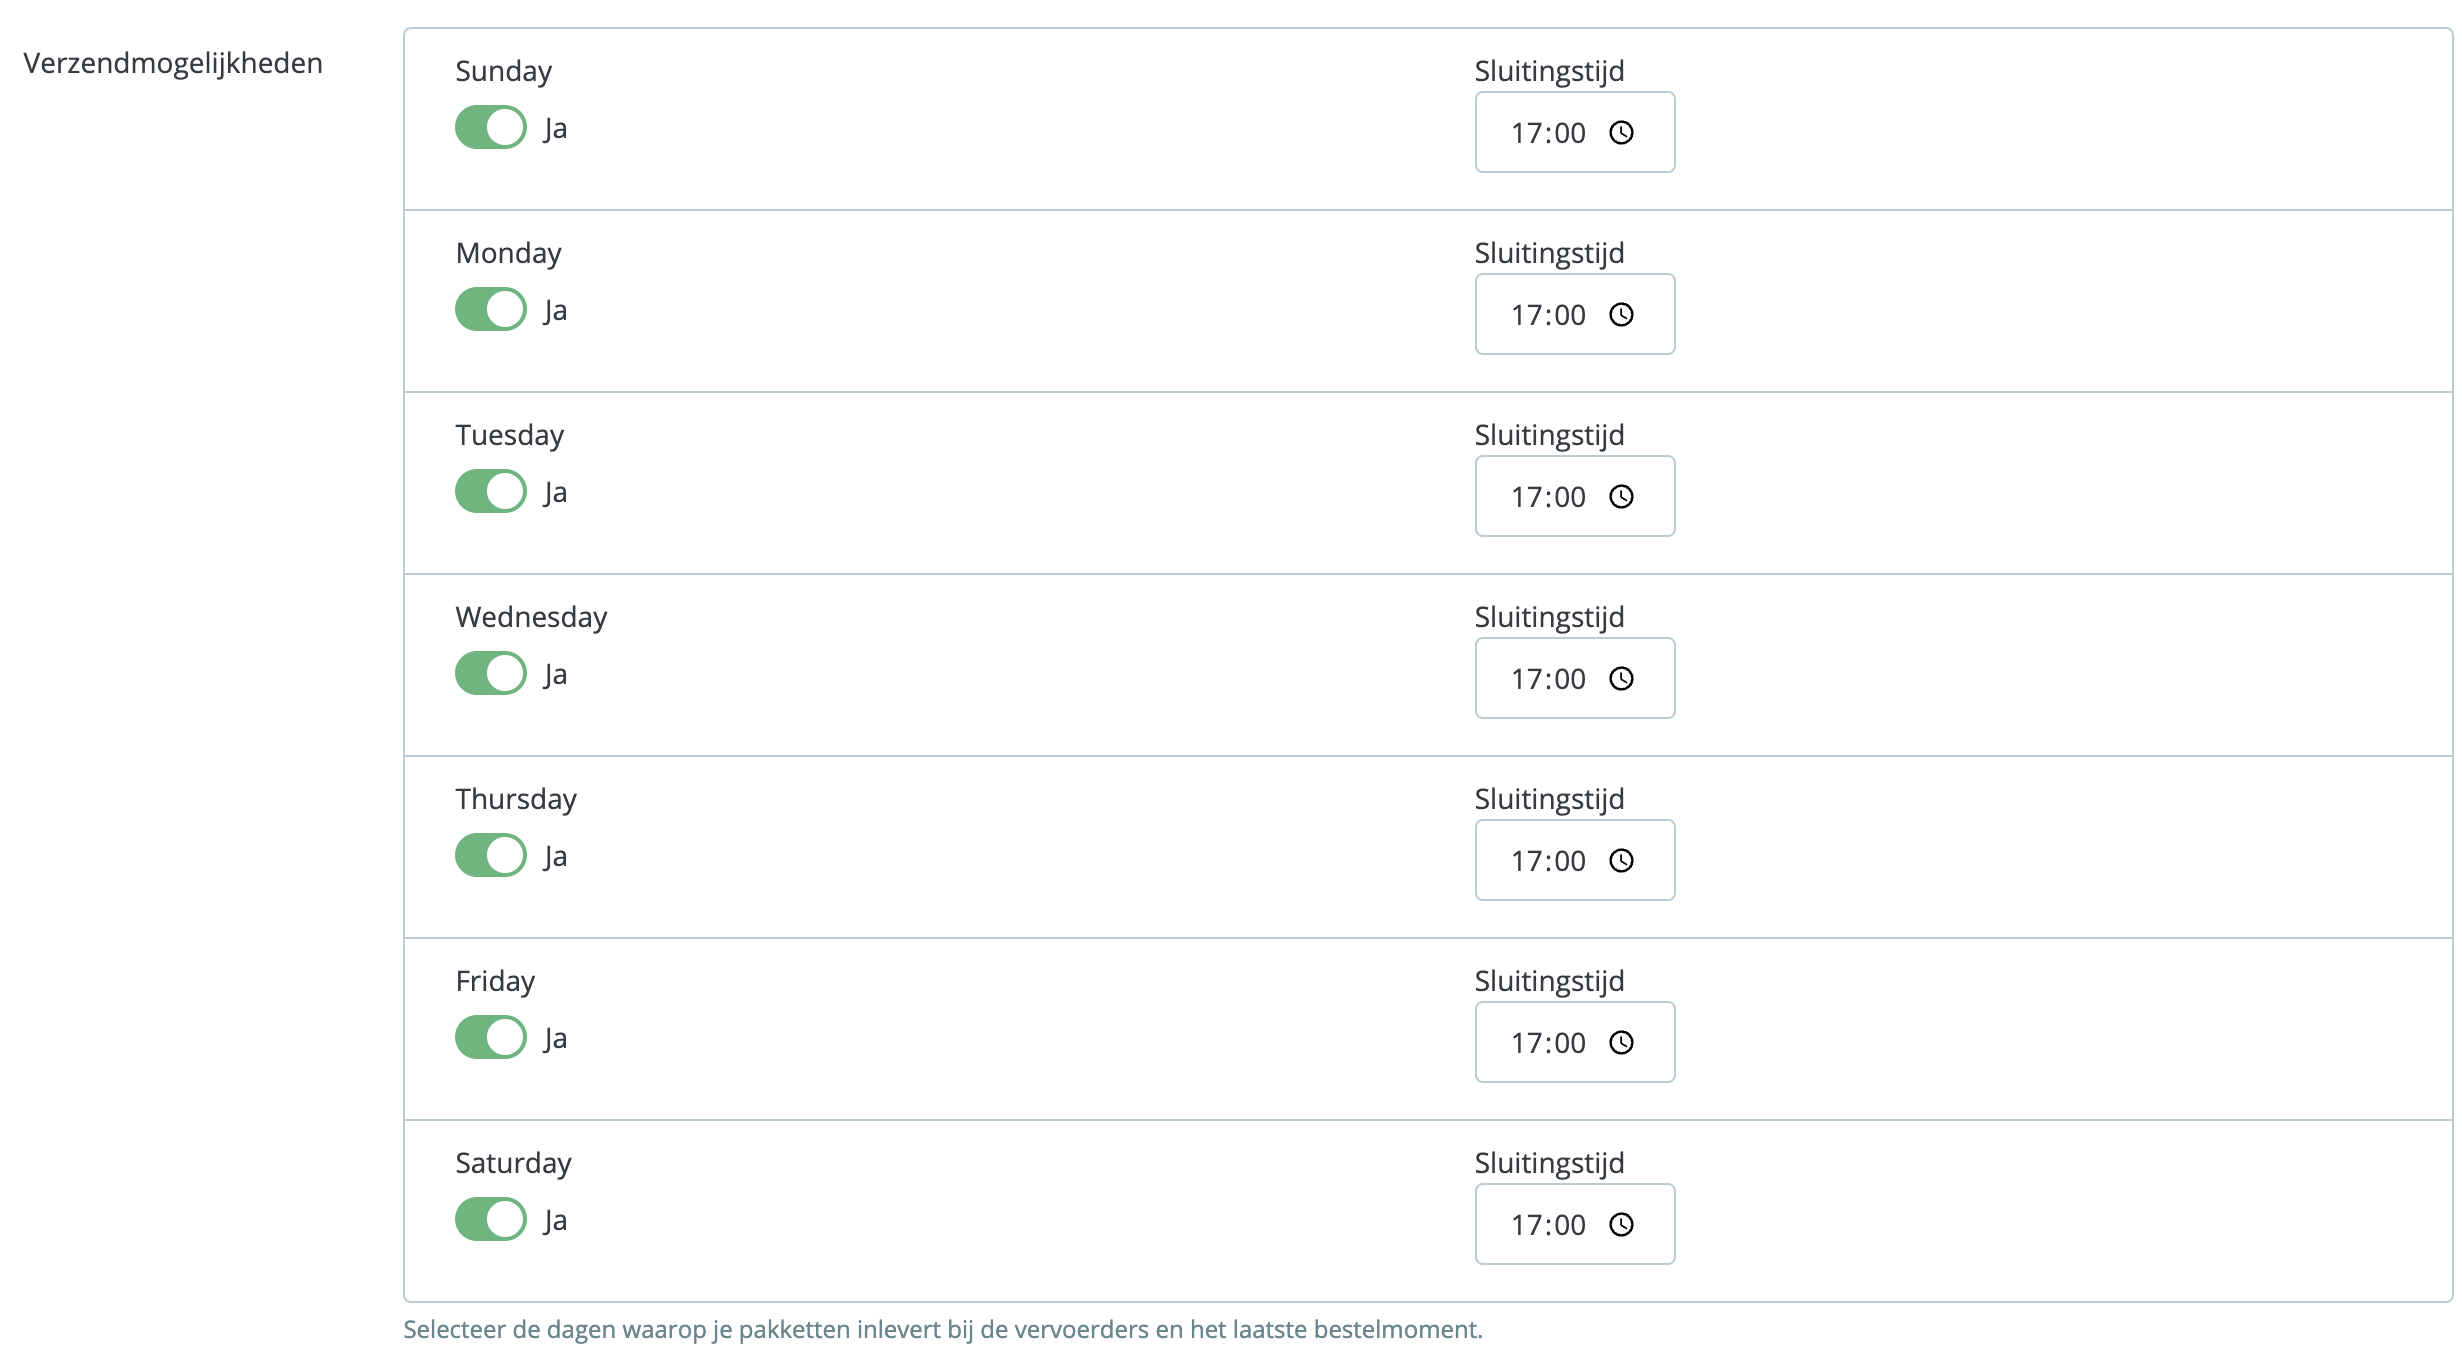 Verzendmogelijkheden
Sunday
Sluitingstijd
Ja
17:00
Monday
Sluitingstijd
Ja
17:00
Tuesday
Sluitingstijd
Ja
17:00
Wednesday
Sluitingstijd
Ja
17:00
Thursday
Sluitingstijd
Ja
17:00
Friday
Sluitingstijd
Ja
17:00
Saturday
Sluitingstijd
Ja
17:00
Selecteer de dagen waarop je pakketten inlevert bij de vervoerders en het laatste bestelmoment.